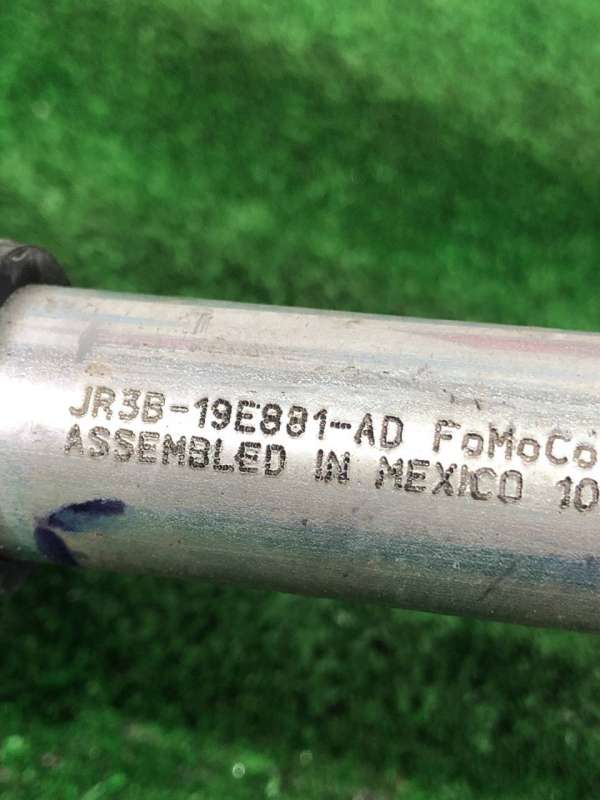 JR3B-19E881-AD FoMoCo
ASSEMBLED IN MEXICO 10